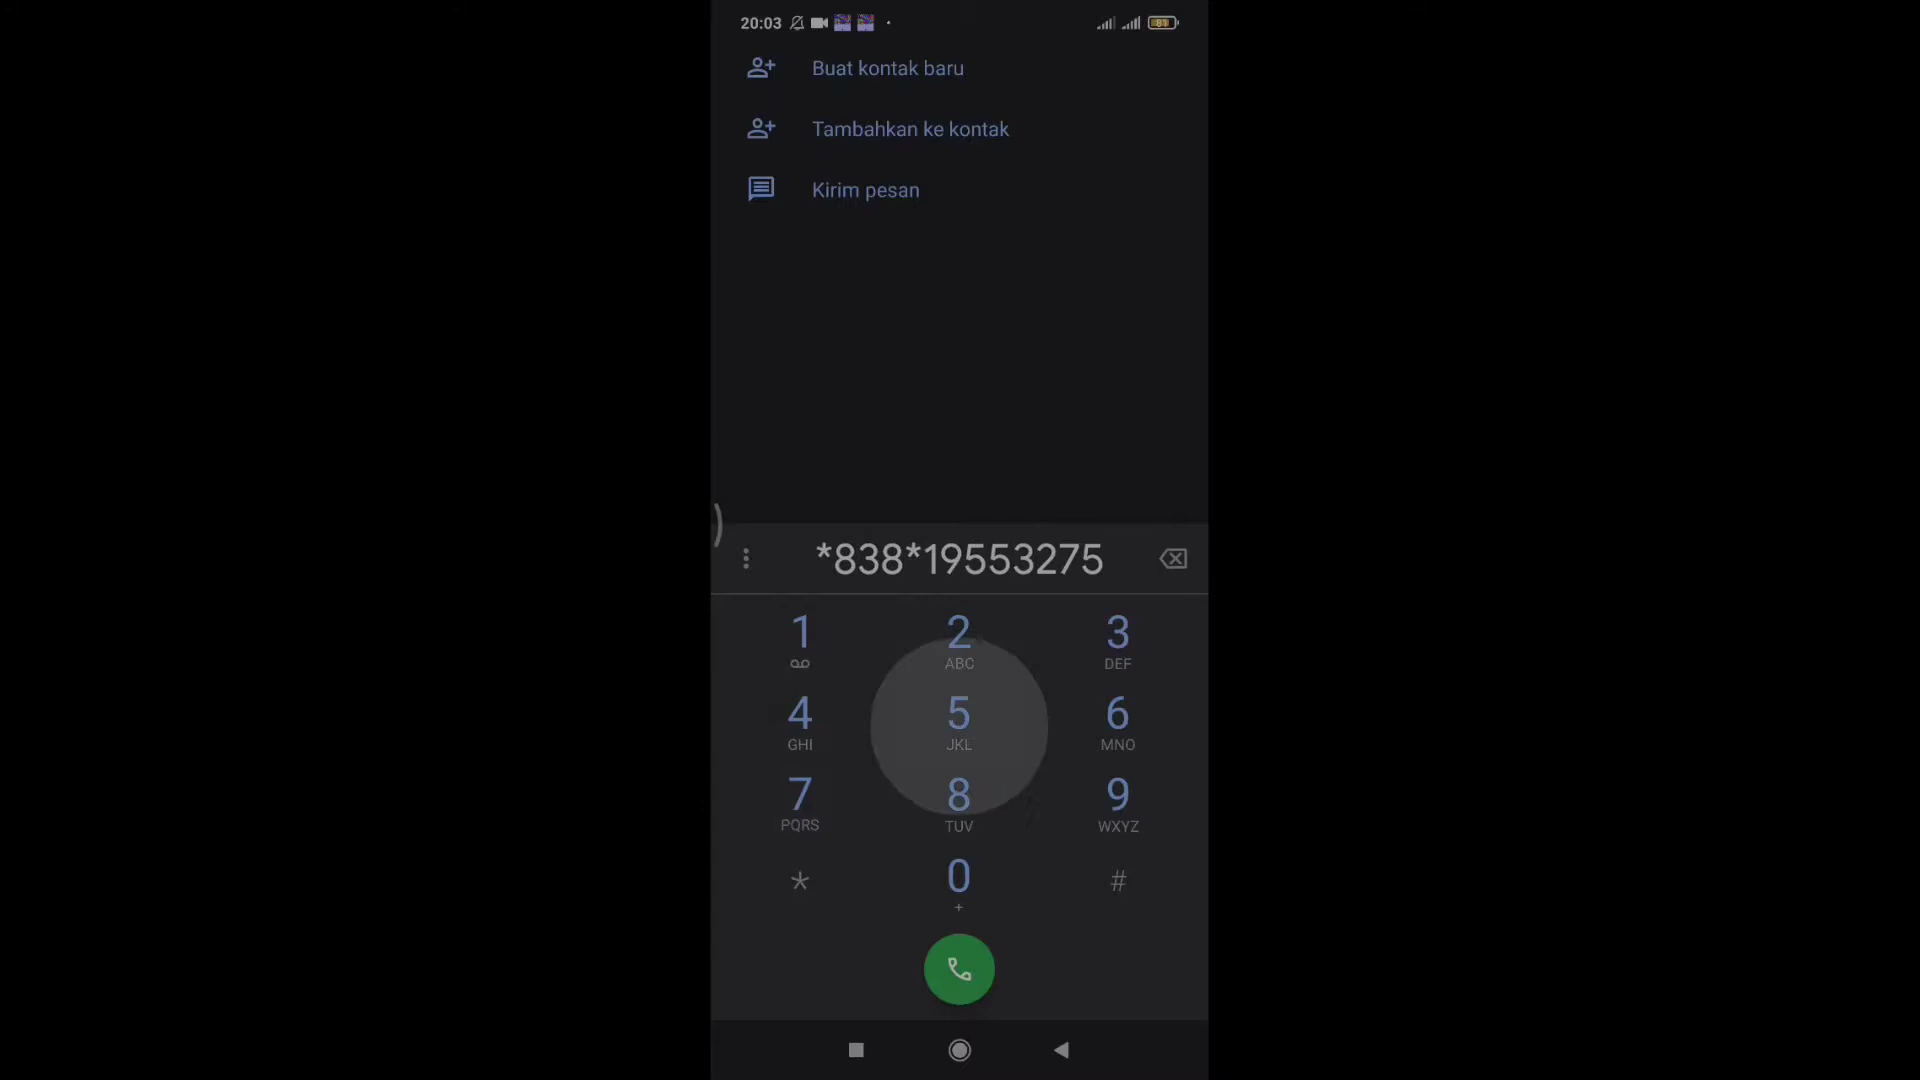 20:03
81
Buat kontak baru
Tambahkan ke kontak
Kirim pesan
*838*19553275
1 2 3
ABC DEF
4 5 6
GHI JKL MNO
7 8 9
PQRS TUV WXYZ
* 0 #
+